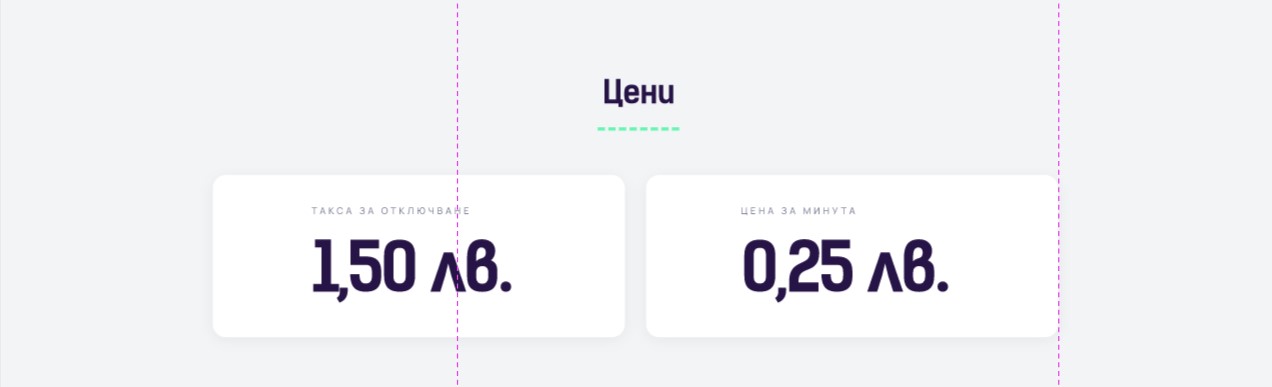 Цени
ТАКСА ЗА ОТКЛЮЧВАНЕ
1,50 лв.
ЦЕНА ЗА МИНУТА
0,25 лв.